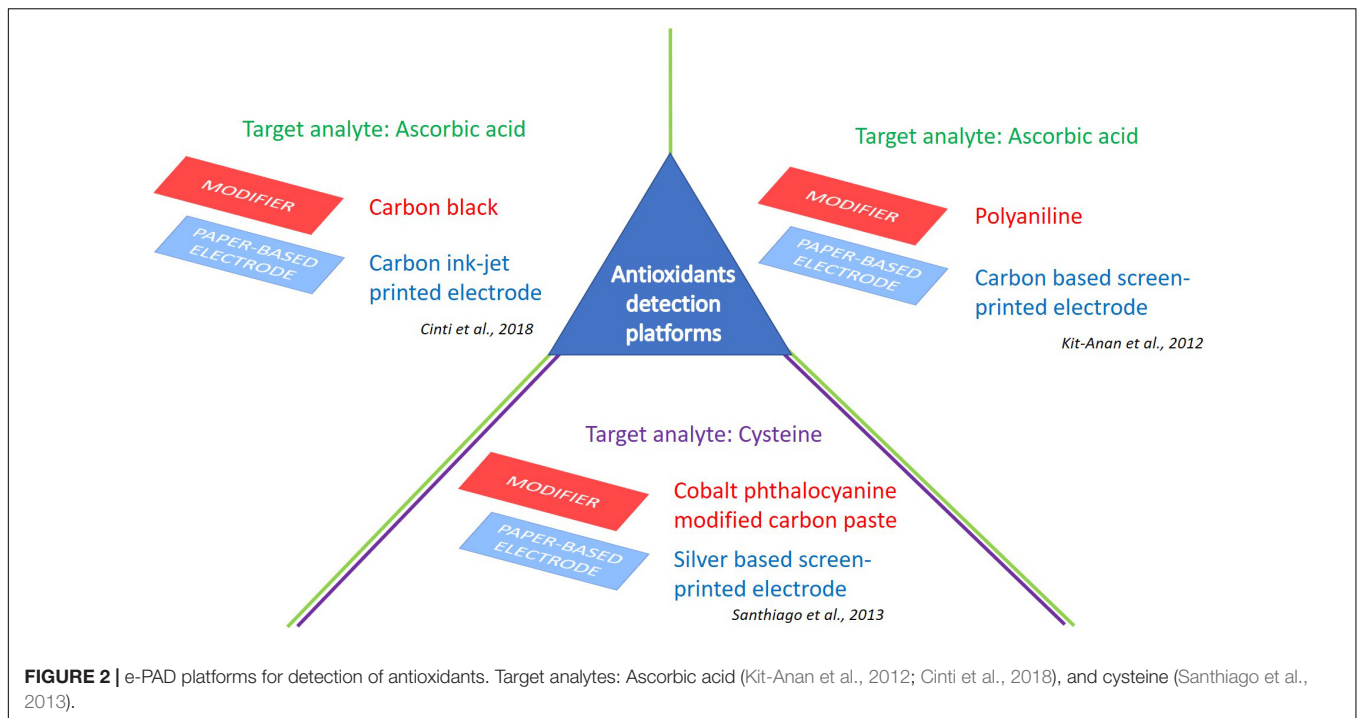 Target analyte: Ascorbic acid
MODIFIER
PAPER-BASED
ELECTRODE
Carbon black
Carbon ink-jet
printed electrode
Cinti et al., 2018
Target analyte: Ascorbic acid
MODIFIER
PAPER-BASED
ELECTRODE
Polyaniline
Carbon based screen-
printed electrode
Kit-Anan et al., 2012
Antioxidants
detection
platforms
Target analyte: Cysteine
MODIFIER
PAPER-BASED
ELECTRODE
Cobalt phthalocyanine
modified carbon paste
Silver based screen-
printed electrode
Santhiago et al., 2013
FIGURE 2 | e-PAD platforms for detection of antioxidants. Target analytes: Ascorbic acid (Kit-Anan et al., 2012; Cinti et al., 2018), and cysteine (Santhiago et al.,
2013).